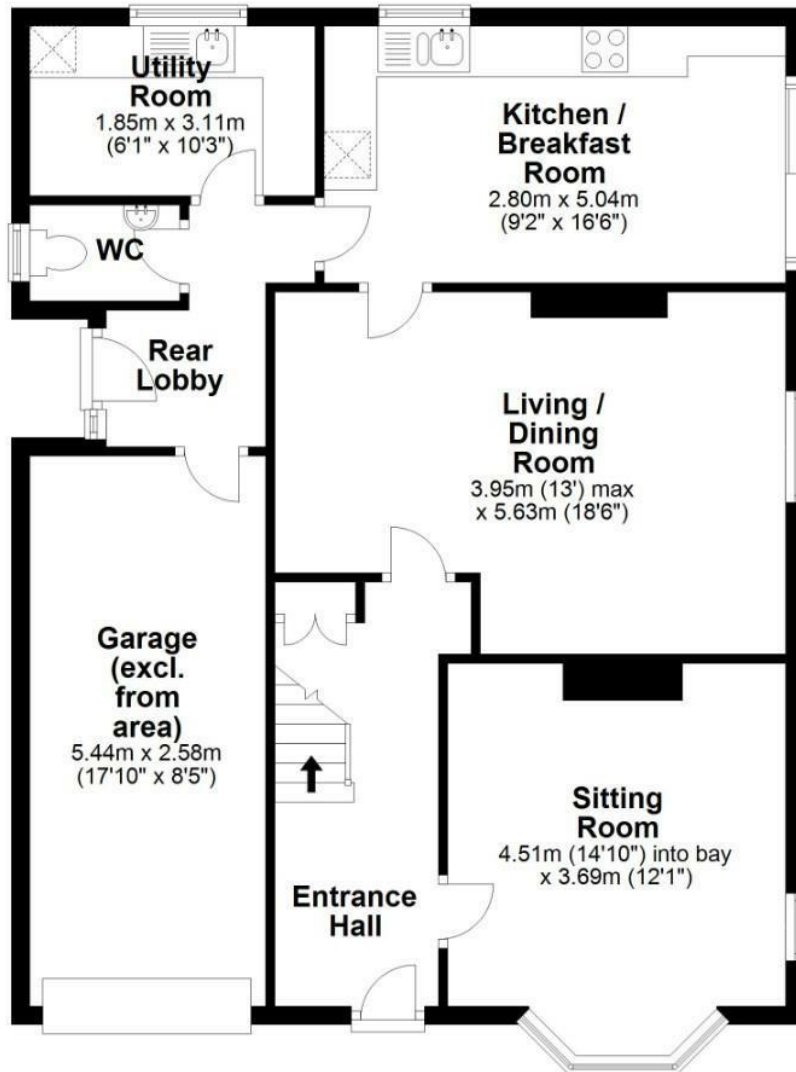 Utility
Room
1.85m x 3.11m
(6'1" x 10'3")
Kitchen /
Breakfast
Room
2.80m x 5.04m
(9'2" x 16'6")
WC
Rear
Lobby
Living /
Dining
Room
3.95m (13') max
x 5.63m (18'6")
Garage
(excl.
from
area)
5.44m x 2.58m
(17'10" x 8'5")
Sitting
Room
4.51m (14'10") into bay
x 3.69m (12'1")
Entrance
Hall